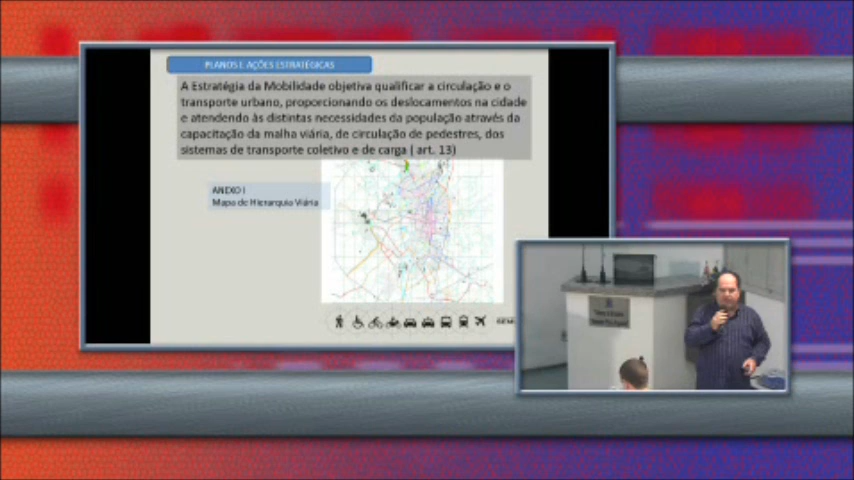 PLANOS E AÇÕES ESTRATÉGICAS
A Estratégia da Mobilidade objetiva qualificar a circulação e o
transporte urbano, proporcionando os deslocamentos na cidade
e atendendo às distintas necessidades da população através da
capacitação da malha viária, de circulação de pedestres, dos
sistemas de transporte coletivo e de carga ( art. 13)
ANEXO I
Mapa de Hierarquia Viária